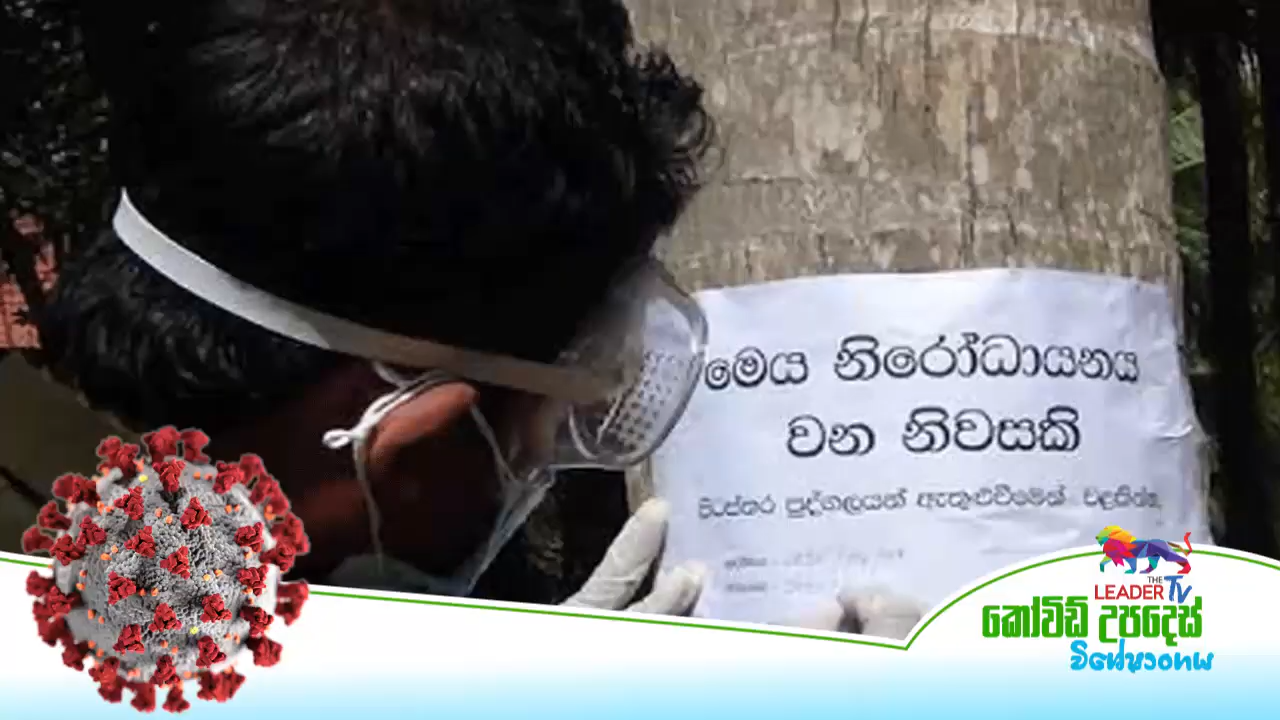 මෙය නිරෝධායනය
වන නිවසකි
පිටස්තර පුද්ගලයන් ඇතුළුවීමෙන් වළකින්න
THE
LEADER TV
කෝවිඩ් උපදෙස්
විශේෂාංගය